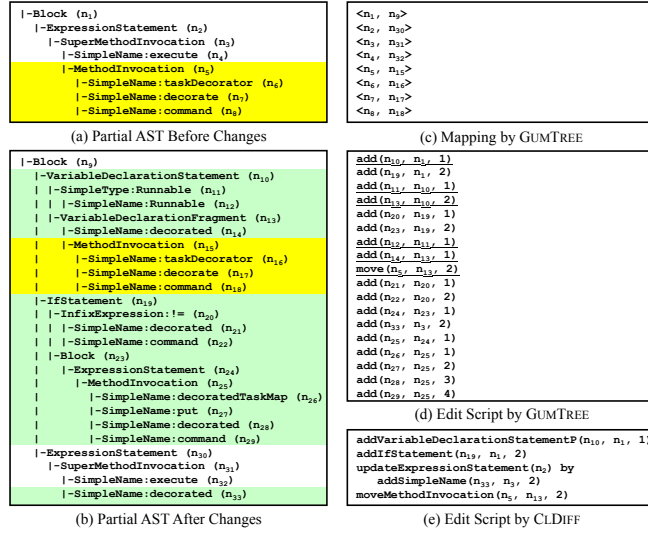 |-Block (n1)
|-ExpressionStatement (n2)
|-SuperMethodInvocation (n3)
|-SimpleName:execute (n4)
|-MethodInvocation (n5)
|-SimpleName:taskDecorator (n6)
|-SimpleName:decorate (n7)
|-SimpleName:command (n8)
(a) Partial AST Before Changes
|-Block (n9)
|-VariableDeclarationStatement (n10)
| |-SimpleType:Runnable (n11)
| | |-SimpleName:Runnable (n12)
| |-VariableDeclarationFragment (n13)
| |-SimpleName:decorated (n14)
| |-MethodInvocation (n15)
| |-SimpleName:taskDecorator (n16)
| |-SimpleName:decorate (n17)
| |-SimpleName:command (n18)
|-IfStatement (n19)
| |-InfixExpression:!= (n20)
| | |-SimpleName:decorated (n21)
| | |-SimpleName:command (n22)
| |-Block (n23)
| |-ExpressionStatement (n24)
| |-MethodInvocation (n25)
| |-SimpleName:decoratedTaskMap (n26)
| |-SimpleName:put (n27)
| |-SimpleName:decorated (n28)
| |-SimpleName:command (n29)
|-ExpressionStatement (n30)
|-SuperMethodInvocation (n31)
|-SimpleName:execute (n32)
|-SimpleName:decorated (n33)
(b) Partial AST After Changes
<n1, n9>
<n2, n30>
<n3, n31>
<n4, n32>
<n5, n15>
<n6, n16>
<n7, n17>
<n8, n18>
(c) Mapping by GUMTREE
add(n10, n1, 1)
add(n19, n1, 2)
add(n11, n10, 1)
add(n13, n10, 2)
add(n20, n19, 1)
add(n23, n19, 2)
add(n12, n11, 1)
add(n14, n13, 1)
move(n5, n13, 2)
add(n21, n20, 1)
add(n22, n20, 2)
add(n24, n23, 1)
add(n33, n3, 2)
add(n25, n24, 1)
add(n26, n25, 1)
add(n27, n25, 2)
add(n28, n25, 3)
add(n29, n25, 4)
(d) Edit Script by GUMTREE
addVariableDeclarationStatementP(n10, n1, 1)
addIfStatement(n19, n1, 2)
updateExpressionStatement(n2) by
addSimpleName(n33, n3, 2)
moveMethodInvocation(n5, n13, 2)
(e) Edit Script by CLDIFF